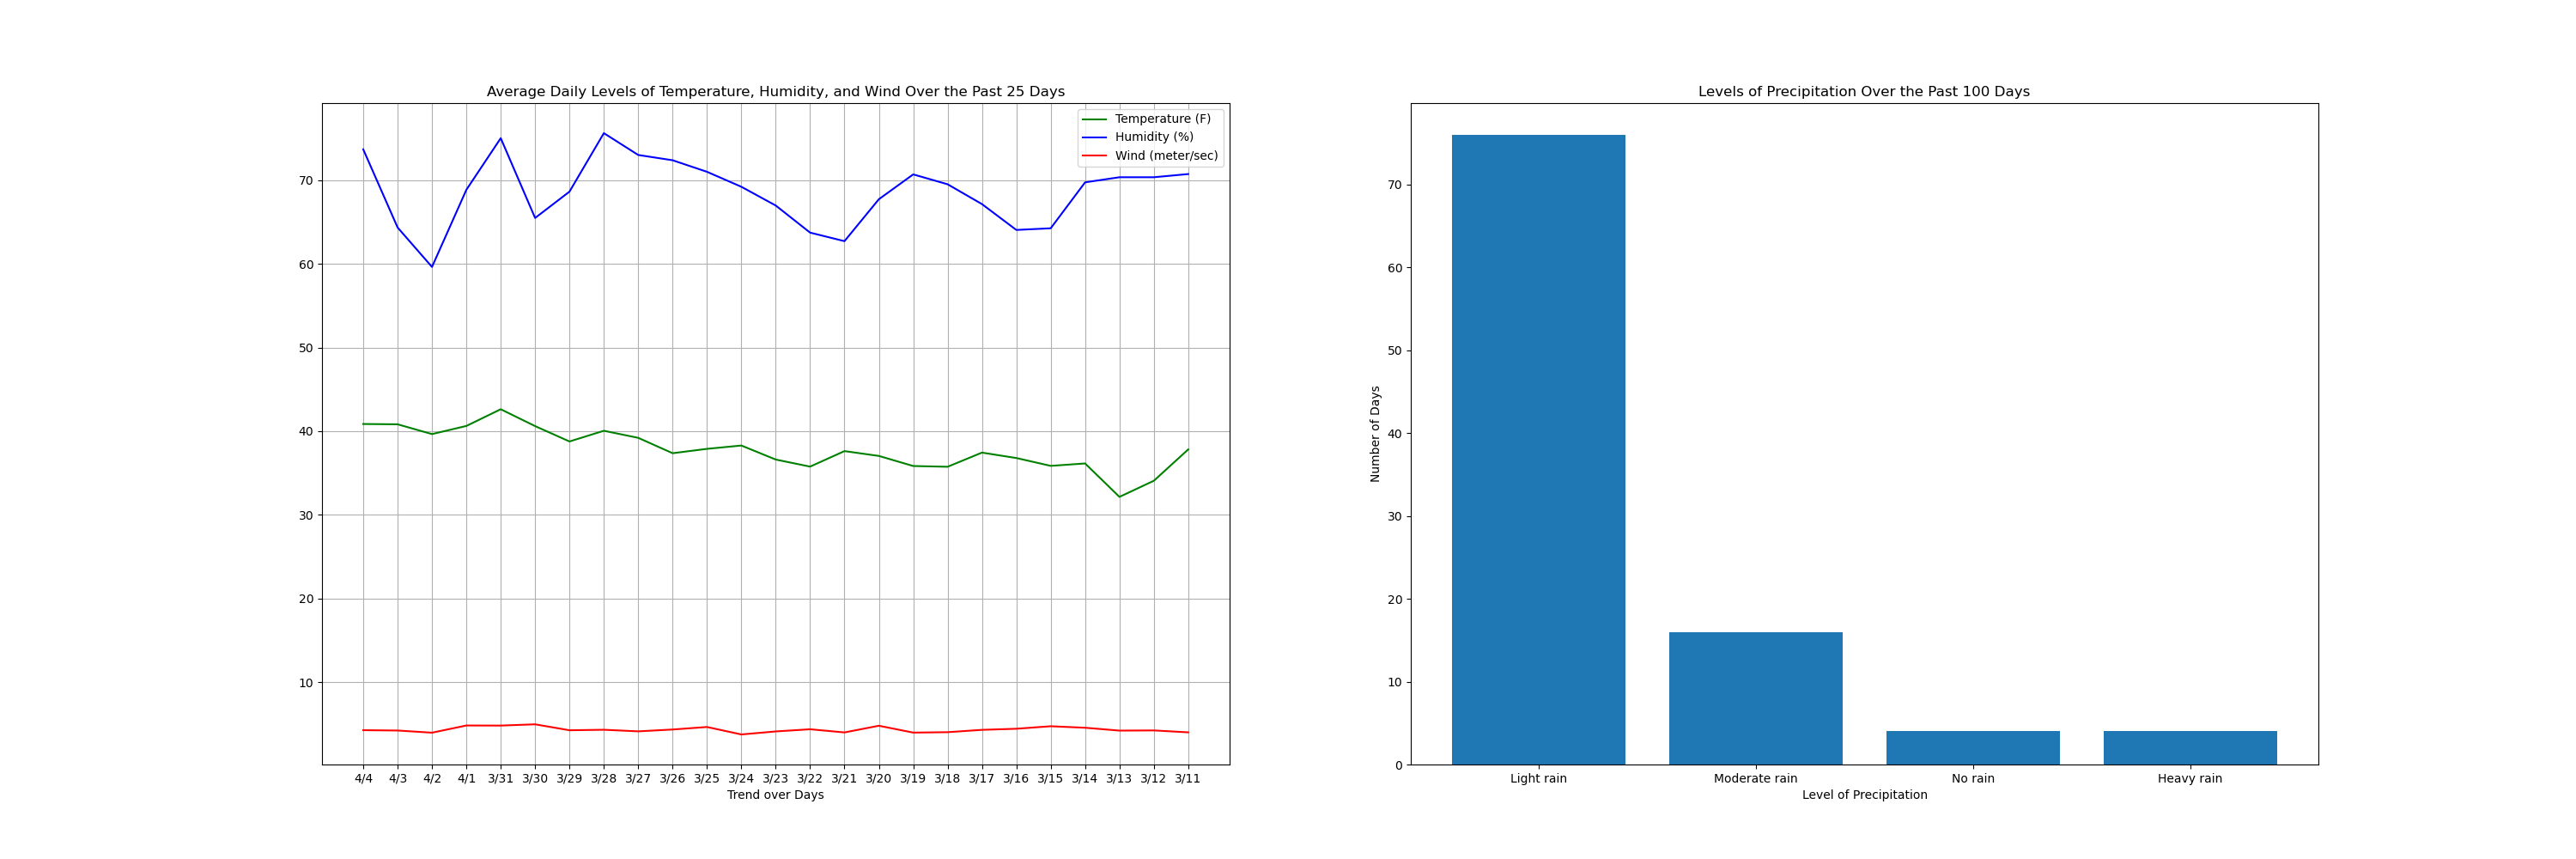 Average Daily Levels of Temperature, Humidity, and Wind Over the Past 25 Days
Temperature (F)
Humidity (%)
Wind (meter/sec)
70
60
50
40
30
20
10
4/4 4/3 4/2 4/1 3/31 3/30 3/29 3/28 3/27 3/26 3/25 3/24 3/23 3/22 3/21 3/20 3/19 3/18 3/17 3/16 3/15 3/14 3/13 3/12 3/11
Trend over Days
Levels of Precipitation Over the Past 100 Days
Number of Days
70
60
50
40
30
20
10
0
Light rain Moderate rain No rain Heavy rain
Level of Precipitation